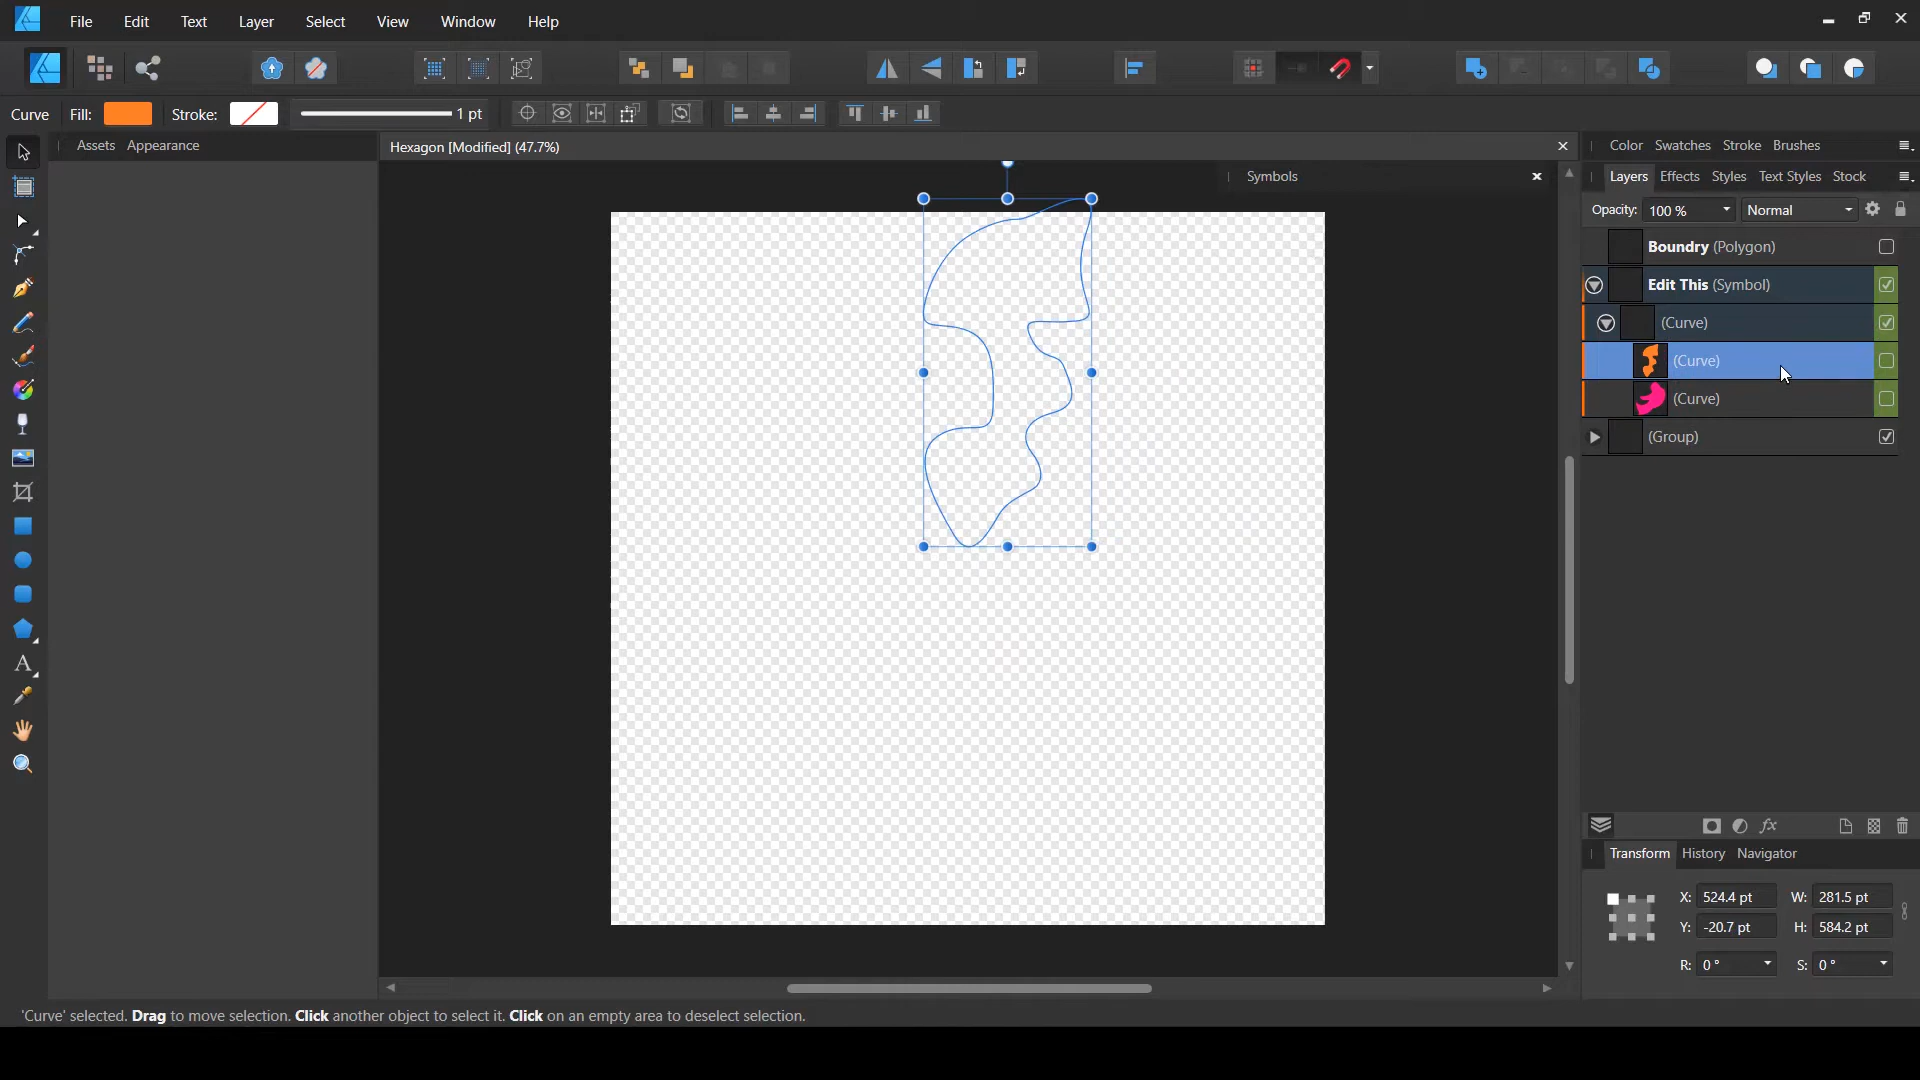 File Edit Text Layer Select View Window Help
Curve Fill: Stroke: 1 pt
Assets Appearance
Hexagon [Modified] (47.7%)
Symbols
Color Swatches Stroke Brushes
Layers Effects Styles Text Styles Stock
Opacity: 100 % Normal
Boundry (Polygon)
Edit This (Symbol)
(Curve)
(Curve)
(Curve)
(Group)
Transform History Navigator
X: 524.4 pt W: 281.5 pt
Y: -20.7 pt H: 584.2 pt
R: 0 ° S: 0 °
'Curve' selected. Drag to move selection. Click another object to select it. Click on an empty area to deselect selection.